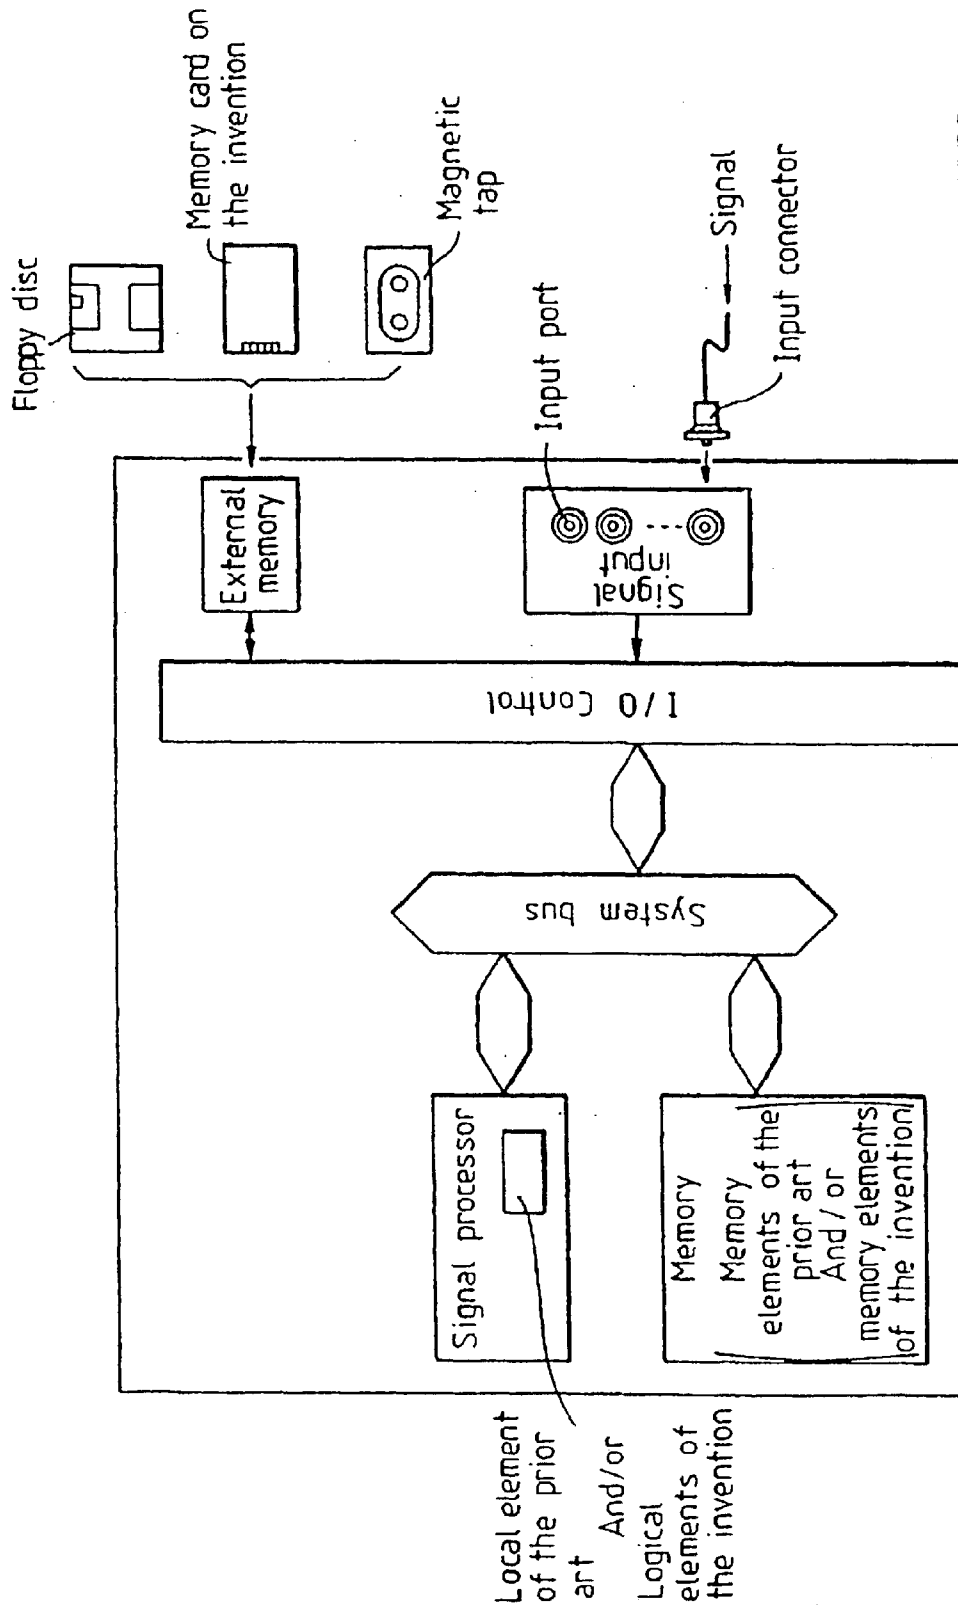 Floppy disc
Memory card on
the invention
Magnetic
tap
External
memory
Input port
Signal
input
Signal
Input connector
I/O Control
System bus
Signal processor
Memory
Memory
elements of the
prior art
And/or
memory elements
of the invention
Local element
of the prior
art And/or
Logical
elements of
the invention